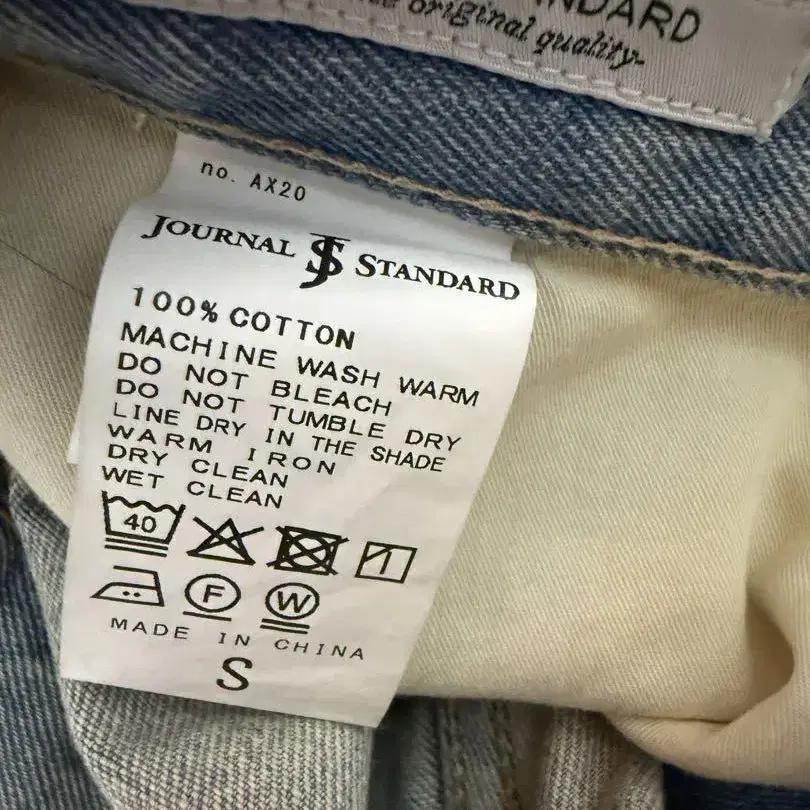 NDARD
original quality-
no. AX20
JOURNAL JS STANDARD
100% COTTON
MACHINE WASH WARM
DO NOT BLEACH
DO NOT TUMBLE DRY
LINE DRY IN THE SHADE
WARM IRON
DRY CLEAN
WET CLEAN
40
F W
MADE IN CHINA
S